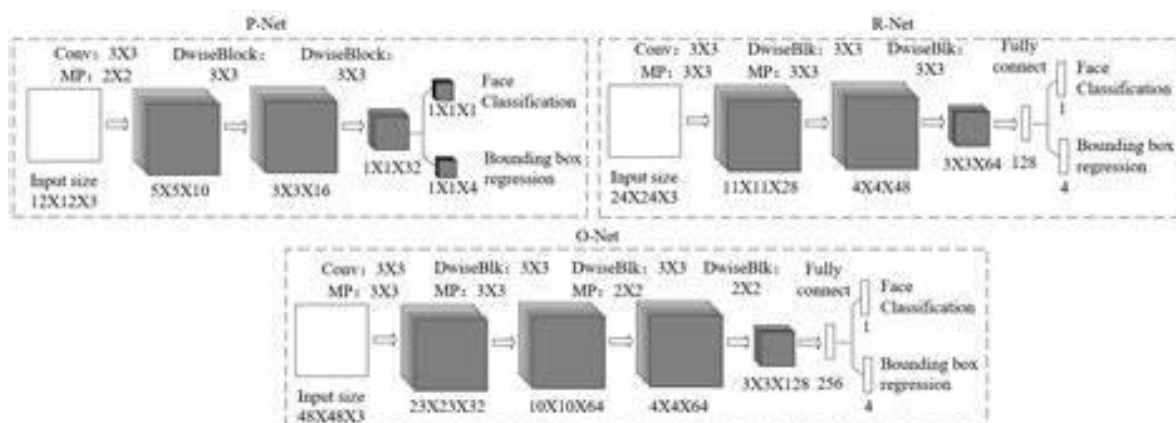 P-Net
Conv: 3X3
MP: 2X2
DwiseBlock:
3X3
DwiseBlock:
3X3
Input size
12X12X3
5X5X10
3X3X16
1X1X32
1X1X1
Face
Classification
1X1X4
Bounding box
regression
R-Net
Conv: 3X3
MP: 3X3
DwiseBlk: 3X3
MP: 3X3
DwiseBlk:
3X3
Fully
connect
Input size
24X24X3
11X11X28
4X4X48
3X3X64
128
Face
Classification
1
Bounding box
regression
4
O-Net
Conv: 3X3
MP: 3X3
DwiseBlk: 3X3
MP: 3X3
DwiseBlk: 3X3
MP: 2X2
DwiseBlk:
2X2
Fully
connect
Input size
48X48X3
23X23X32
10X10X64
4X4X64
3X3X128
256
Face
Classification
1
Bounding box
regression
4